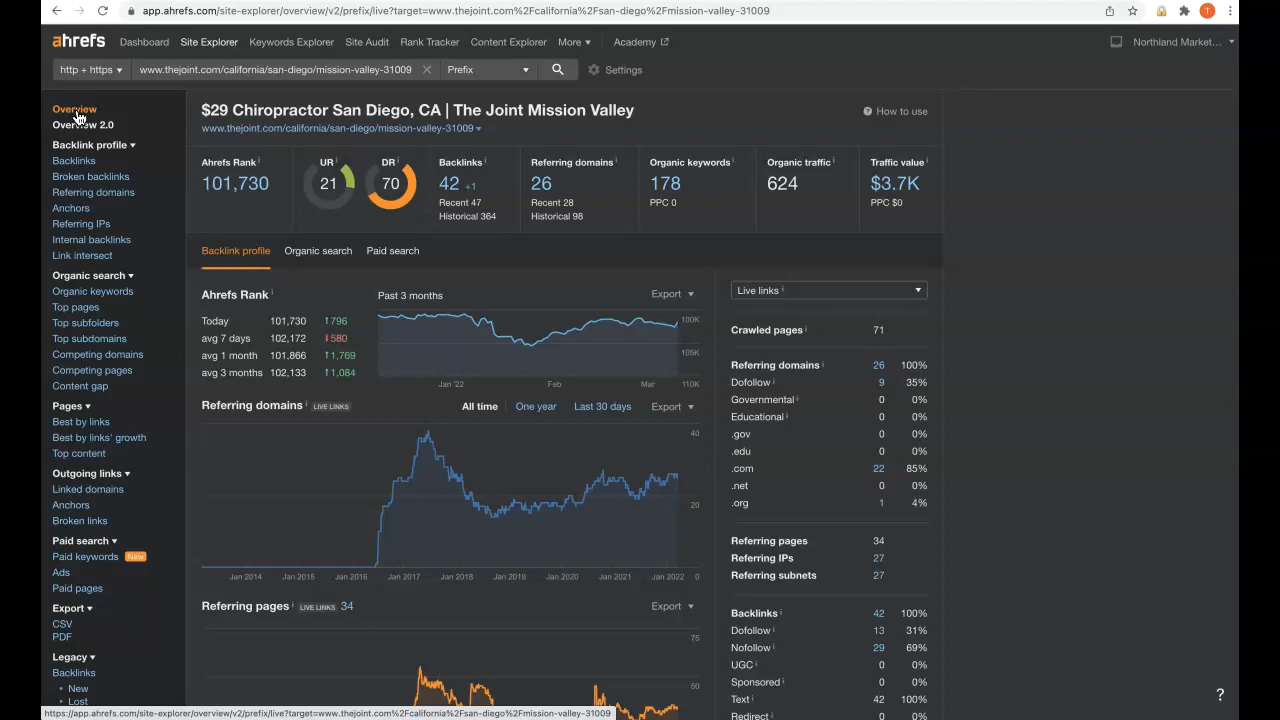 app.ahrefs.com/site-explorer/overview/v2/prefix/live?target=www.thejoint.com%2Fcalifornia%2Fsan-diego%2Fmission-valley-31009
T
ahrefs Dashboard Site Explorer Keywords Explorer Site Audit Rank Tracker Content Explorer More Academy Northland Market...
http + https www.thejoint.com/california/san-diego/mission-valley-31009 Prefix Settings
Overview
Overview 2.0
Backlink profile
Backlinks
Broken backlinks
Referring domains
Anchors
Referring IPs
Internal backlinks
Link intersect
Organic search
Organic keywords
Top pages
Top subfolders
Top subdomains
Competing domains
Competing pages
Content gap
Pages
Best by links
Best by links' growth
Top content
Outgoing links
Linked domains
Anchors
Broken links
Paid search
Paid keywords New
Ads
Paid pages
Export
CSV
PDF
Legacy
Backlinks
New
Lost
$29 Chiropractor San Diego, CA | The Joint Mission Valley
How to use
www.thejoint.com/california/san-diego/mission-valley-31009
Ahrefs Rank UR DR Backlinks Referring domains Organic keywords Organic traffic Traffic value
101,730 21 70 42 +1 26 178 624 $3.7K
Recent 47 Recent 28 PPC 0 PPC $0
Historical 364 Historical 98
Backlink profile Organic search Paid search
Ahrefs Rank Past 3 months Export
Today 101,730 ↑796
avg 7 days 102,172 ↓580
avg 1 month 101,866 ↑1,769
avg 3 months 102,133 ↑1,084
100K
105K
110K
Jan '22 Feb Mar
Referring domains LIVE LINKS All time One year Last 30 days Export
40
20
0
Jan 2014 Jan 2015 Jan 2016 Jan 2017 Jan 2018 Jan 2019 Jan 2020 Jan 2021 Jan 2022
Referring pages LIVE LINKS 34 Export
75
50
Live links
Crawled pages 71
Referring domains 26 100%
Dofollow 9 35%
Governmental 0 0%
Educational 0 0%
.gov 0 0%
.edu 0 0%
.com 22 85%
.net 0 0%
.org 1 4%
Referring pages 34
Referring IPs 27
Referring subnets 27
Backlinks 42 100%
Dofollow 13 31%
Nofollow 29 69%
UGC 0 0%
Sponsored 0 0%
Text 42 100%
Redirect 0 0%
?
https://app.ahrefs.com/site-explorer/overview/v2/prefix/live?target=www.thejoint.com%2Fcalifornia%2Fsan-diego%2Fmission-valley-31009